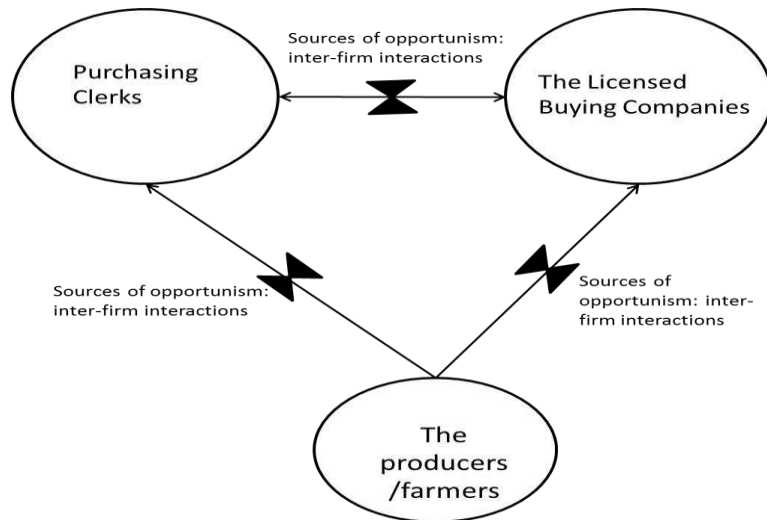 Sources of opportunism:
inter-firm interactions
Purchasing
Clerks
The Licensed
Buying Companies
Sources of opportunism:
inter-firm interactions
Sources of
opportunism: inter-
firm interactions
The
producers
/farmers